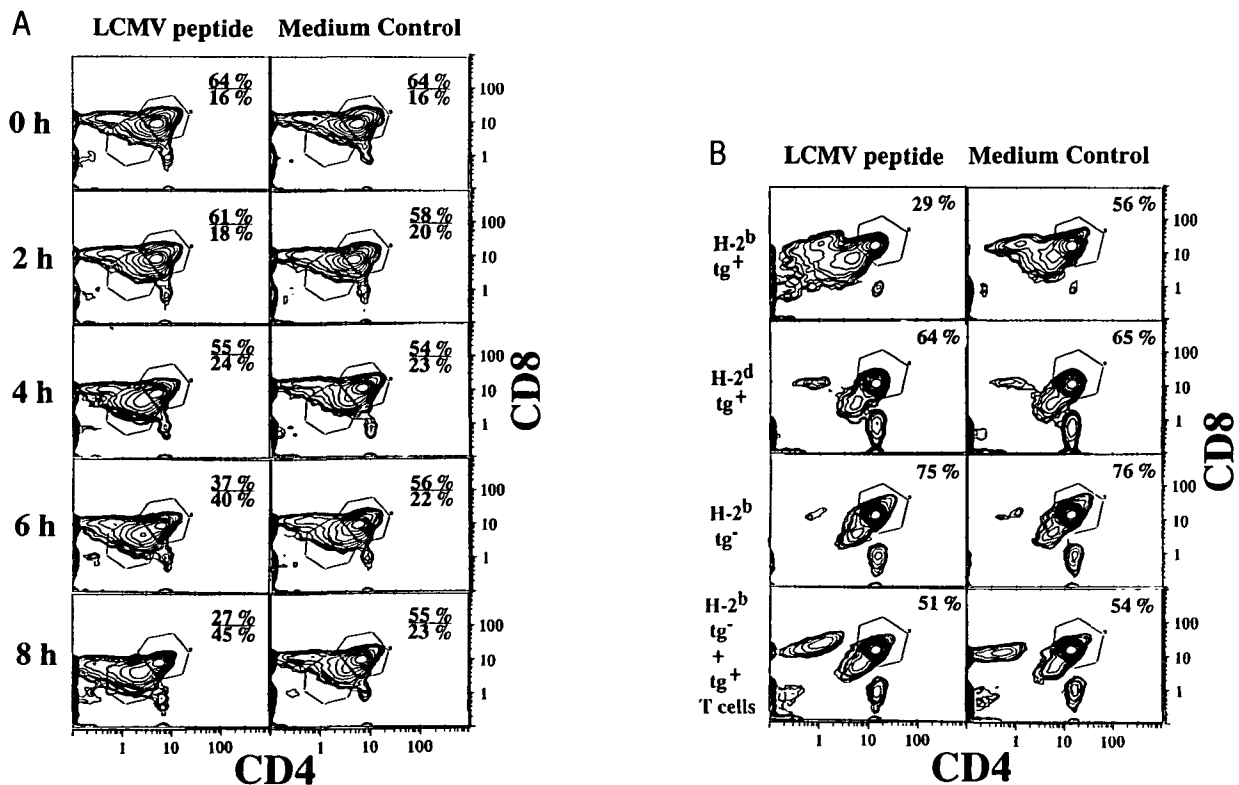 A
LCMV peptide Medium Control
0 h
64 %
16 %
64 %
16 %
100
10
1
2 h
61 %
18 %
58 %
20 %
100
10
1
4 h
55 %
24 %
54 %
23 %
100
10
1
6 h
37 %
40 %
56 %
22 %
100
10
1
8 h
27 %
45 %
55 %
23 %
100
10
1
CD8
1 10 100 1 10 100
CD4
B
LCMV peptide Medium Control
H-2b
tg+
29 % 56 %
100
10
1
H-2d
tg+
64 % 65 %
100
10
1
H-2b
tg-
75 % 76 %
100
10
1
H-2b
tg-
+
tg+
T cells
51 % 54 %
100
10
1
CD8
1 10 100 1 10 100
CD4